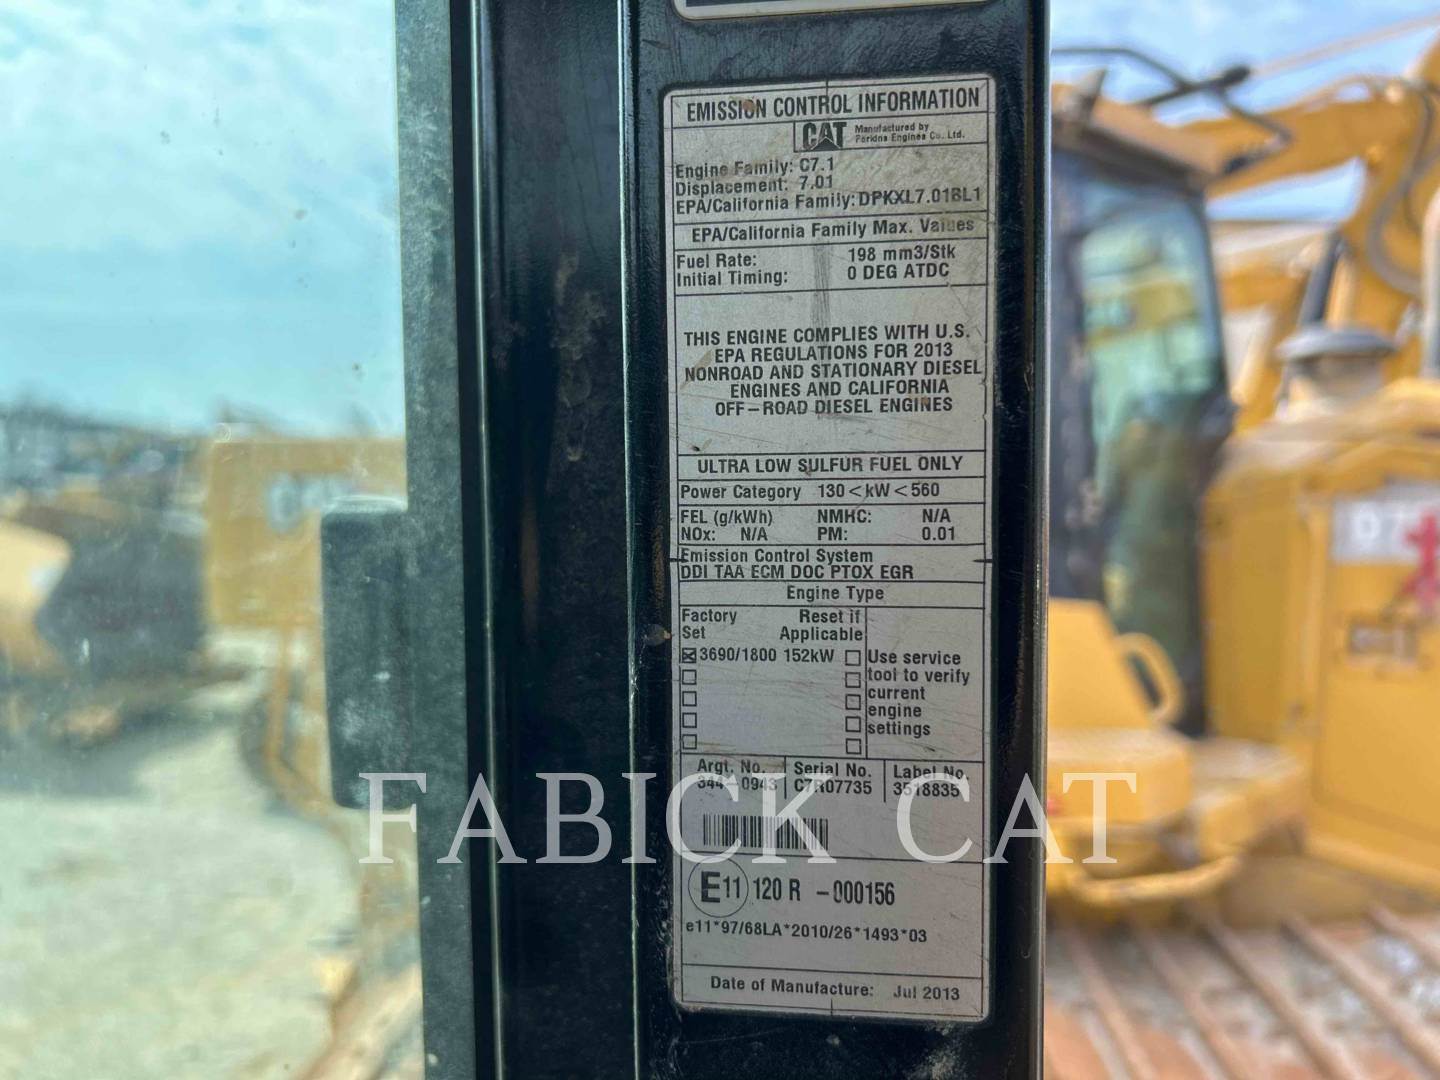 EMISSION CONTROL INFORMATION
CAT Manufactured by
Perkins Engines Co. Ltd.
Engine Family: C7.1
Displacement: 7.01
EPA/California Family: DPKXL7.01BL1
EPA/California Family Max. Values
Fuel Rate: 198 mm3/Stk
Initial Timing: 0 DEG ATDC
THIS ENGINE COMPLIES WITH U.S.
EPA REGULATIONS FOR 2013
NONROAD AND STATIONARY DIESEL
ENGINES AND CALIFORNIA
OFF-ROAD DIESEL ENGINES
ULTRA LOW SULFUR FUEL ONLY
Power Category 130<kW<560
FEL (g/kWh) NMHC: N/A
NOx: N/A PM: 0.01
Emission Control System
DDI TAA ECM DOC PTOX EGR
Engine Type
Factory Reset if
Set Applicable
3690/1800 152kW
Use service
tool to verify
current
engine
settings
Argt. No. Serial No. Label No.
C7R07735 3518835
FABICK CAT
E11 120 R -000156
e11*97/68LA*2010/26*1493*03
Date of Manufacture: Jul 2013